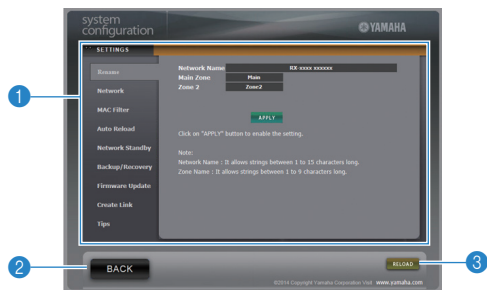 system
configuration
YAMAHA
SETTINGS
Rename
Network
MAC Filter
Auto Reload
Network Standby
Backup/Recovery
Firmware Update
Create Link
Tips
Network Name RX-xxxx xxxxxx
Main Zone Main
Zone 2 Zone2
APPLY
Click on "APPLY" button to enable the setting.
Note:
Network Name : It allows strings between 1 to 15 characters long.
Zone Name : It allows strings between 1 to 9 characters long.
BACK
RELOAD
©2014 Copyright Yamaha Corporation Visit www.yamaha.com
1
2
3